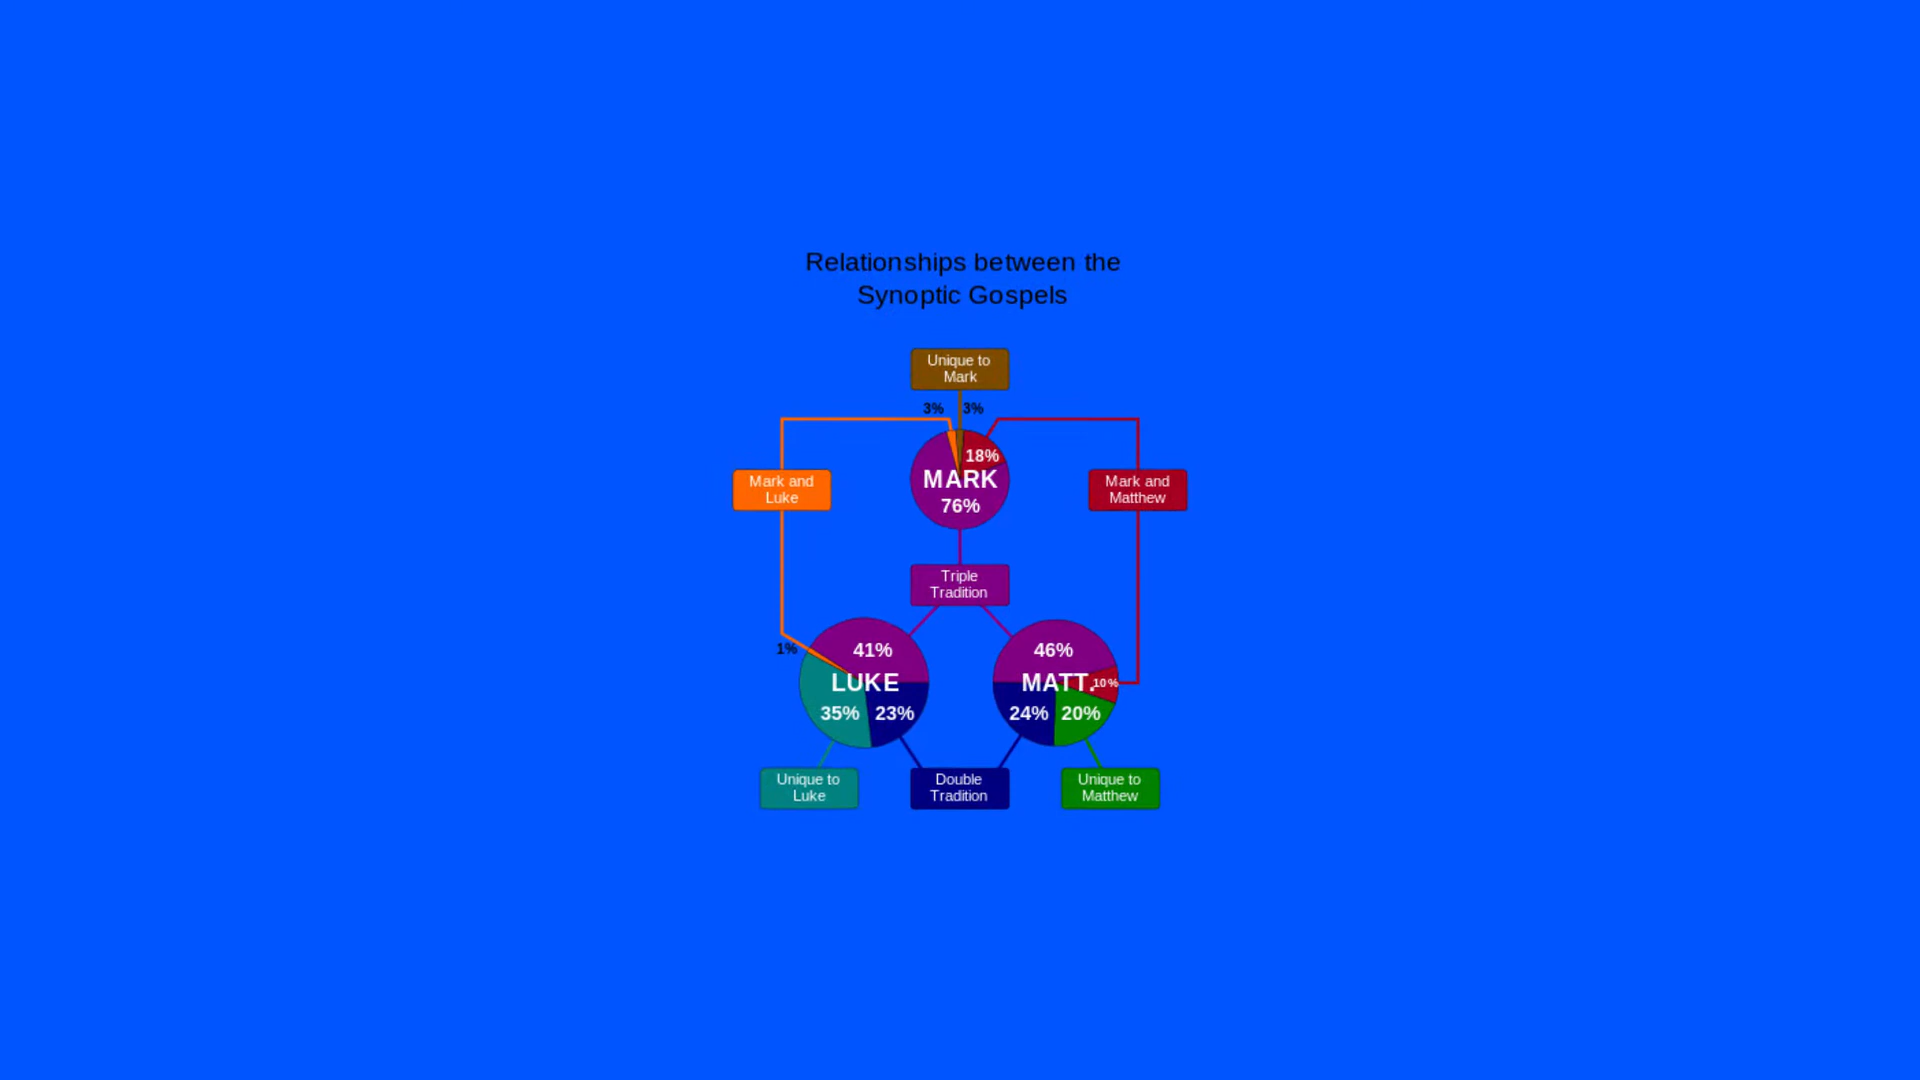 Relationships between the
Synoptic Gospels
Unique to
Mark
3% 3%
18%
MARK
76%
Mark and
Luke
Mark and
Matthew
Triple
Tradition
41%
46%
1%
LUKE
MATT.
10%
35% 23%
24% 20%
Unique to
Luke
Double
Tradition
Unique to
Matthew